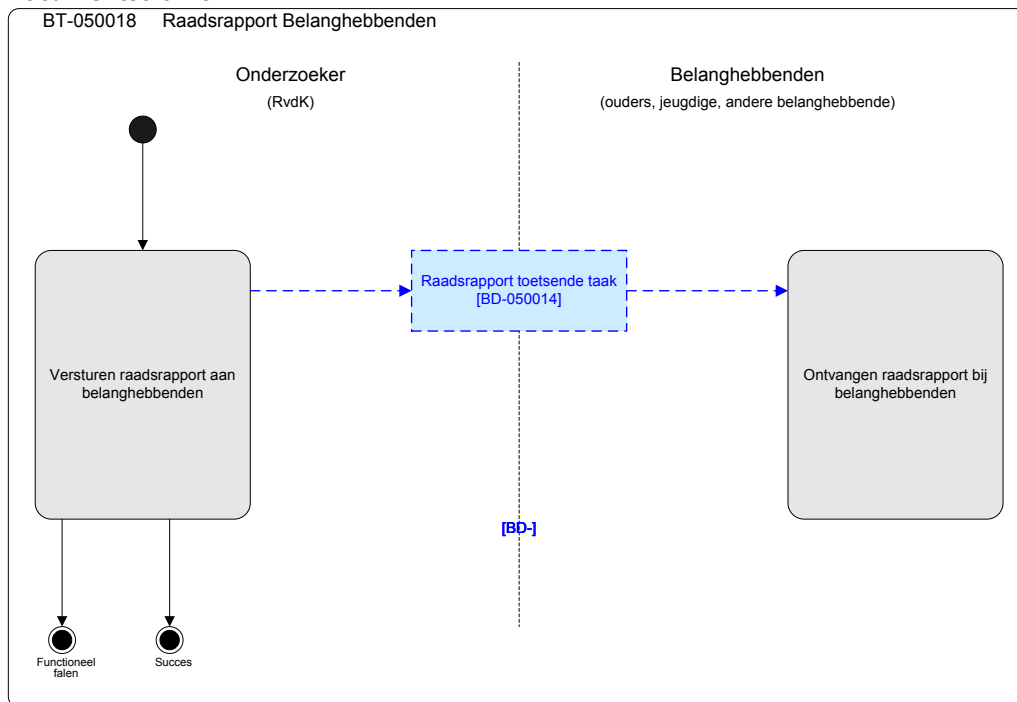 BT-050018 Raadsrapport Belanghebbenden
Onderzoeker
(RvdK)
Belanghebbenden
(ouders, jeugdige, andere belanghebbende)
Raadsrapport toetsende taak
[BD-050014]
Versturen raadsrapport aan
belanghebbenden
Ontvangen raadsrapport bij
belanghebbenden
[BD-]
Functioneel
falen
Succes